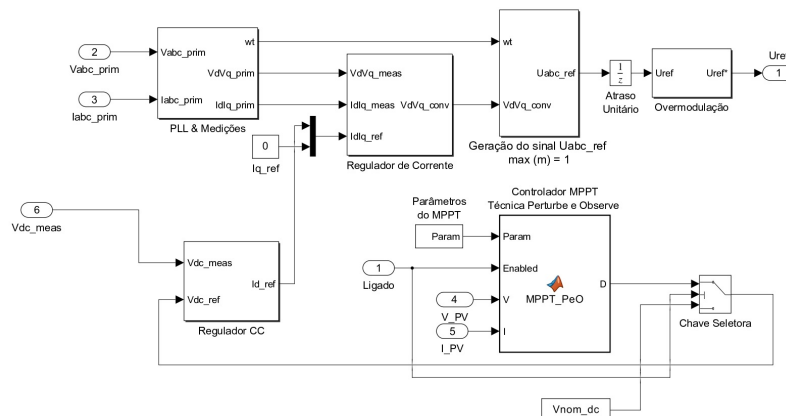 2
Vabc_prim
3
Iabc_prim
Vabc_prim
Iabc_prim
wt
VdVq_prim
IdIq_prim
PLL & Medições
0
Iq_ref
VdVq_meas
IdIq_meas
IdIq_ref
VdVq_conv
Regulador de Corrente
wt
VdVq_conv
Uabc_ref
Geração do sinal Uabc_ref
max (m) = 1
1
z
Atraso
Unitário
Uref
Uref*
Overmodulação
Uref
1
6
Vdc_meas
Vdc_meas
Vdc_ref
Id_ref
Regulador CC
Parâmetros
do MPPT
Param
1
Ligado
4
V_PV
5
I_PV
Controlador MPPT
Técnica Perturbe e Observe
Param
Enabled
V
I
D
MPPT_PeO
Chave Seletora
Vnom_dc